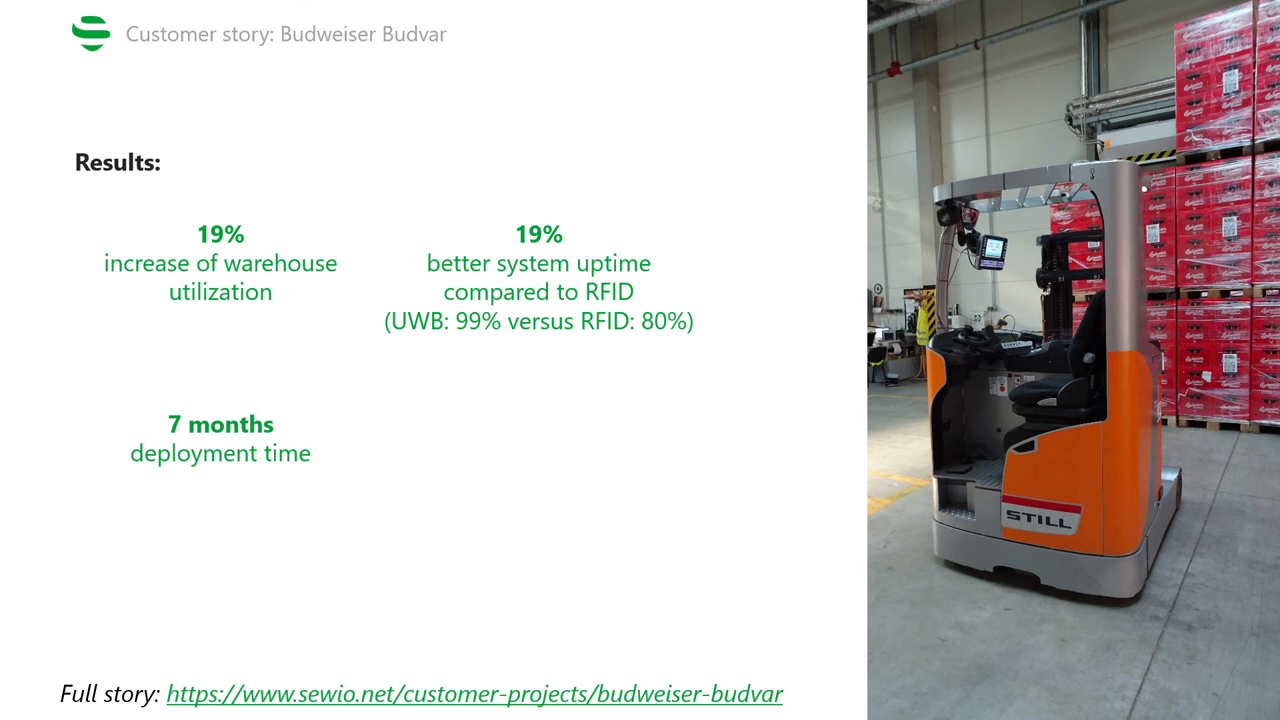 Customer story: Budweiser Budvar
Results:
19%
increase of warehouse
utilization
19%
better system uptime
compared to RFID
(UWB: 99% versus RFID: 80%)
7 months
deployment time
STILL
Full story: https://www.sewio.net/customer-projects/budweiser-budvar